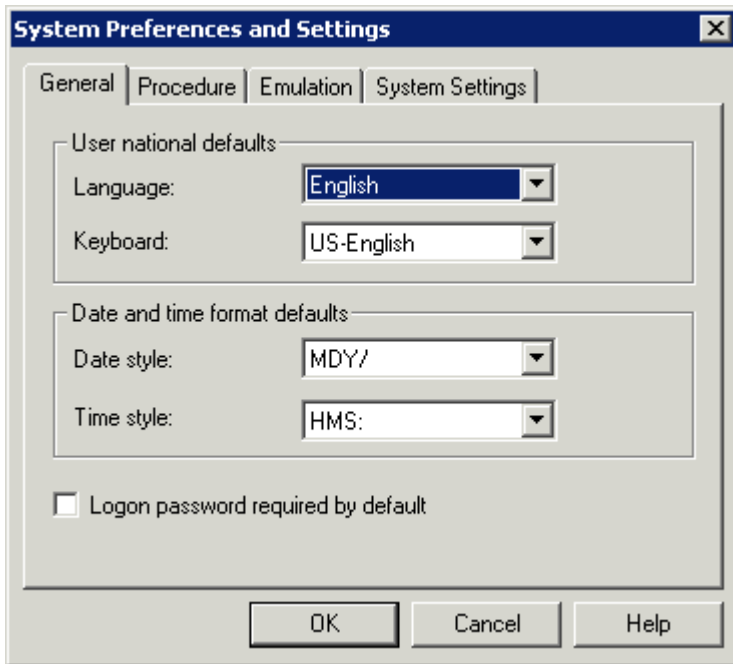 System Preferences and Settings
General Procedure Emulation System Settings
User national defaults
Language: English
Keyboard: US-English
Date and time format defaults
Date style: MDY/
Time style: HMS:
Logon password required by default
OK Cancel Help